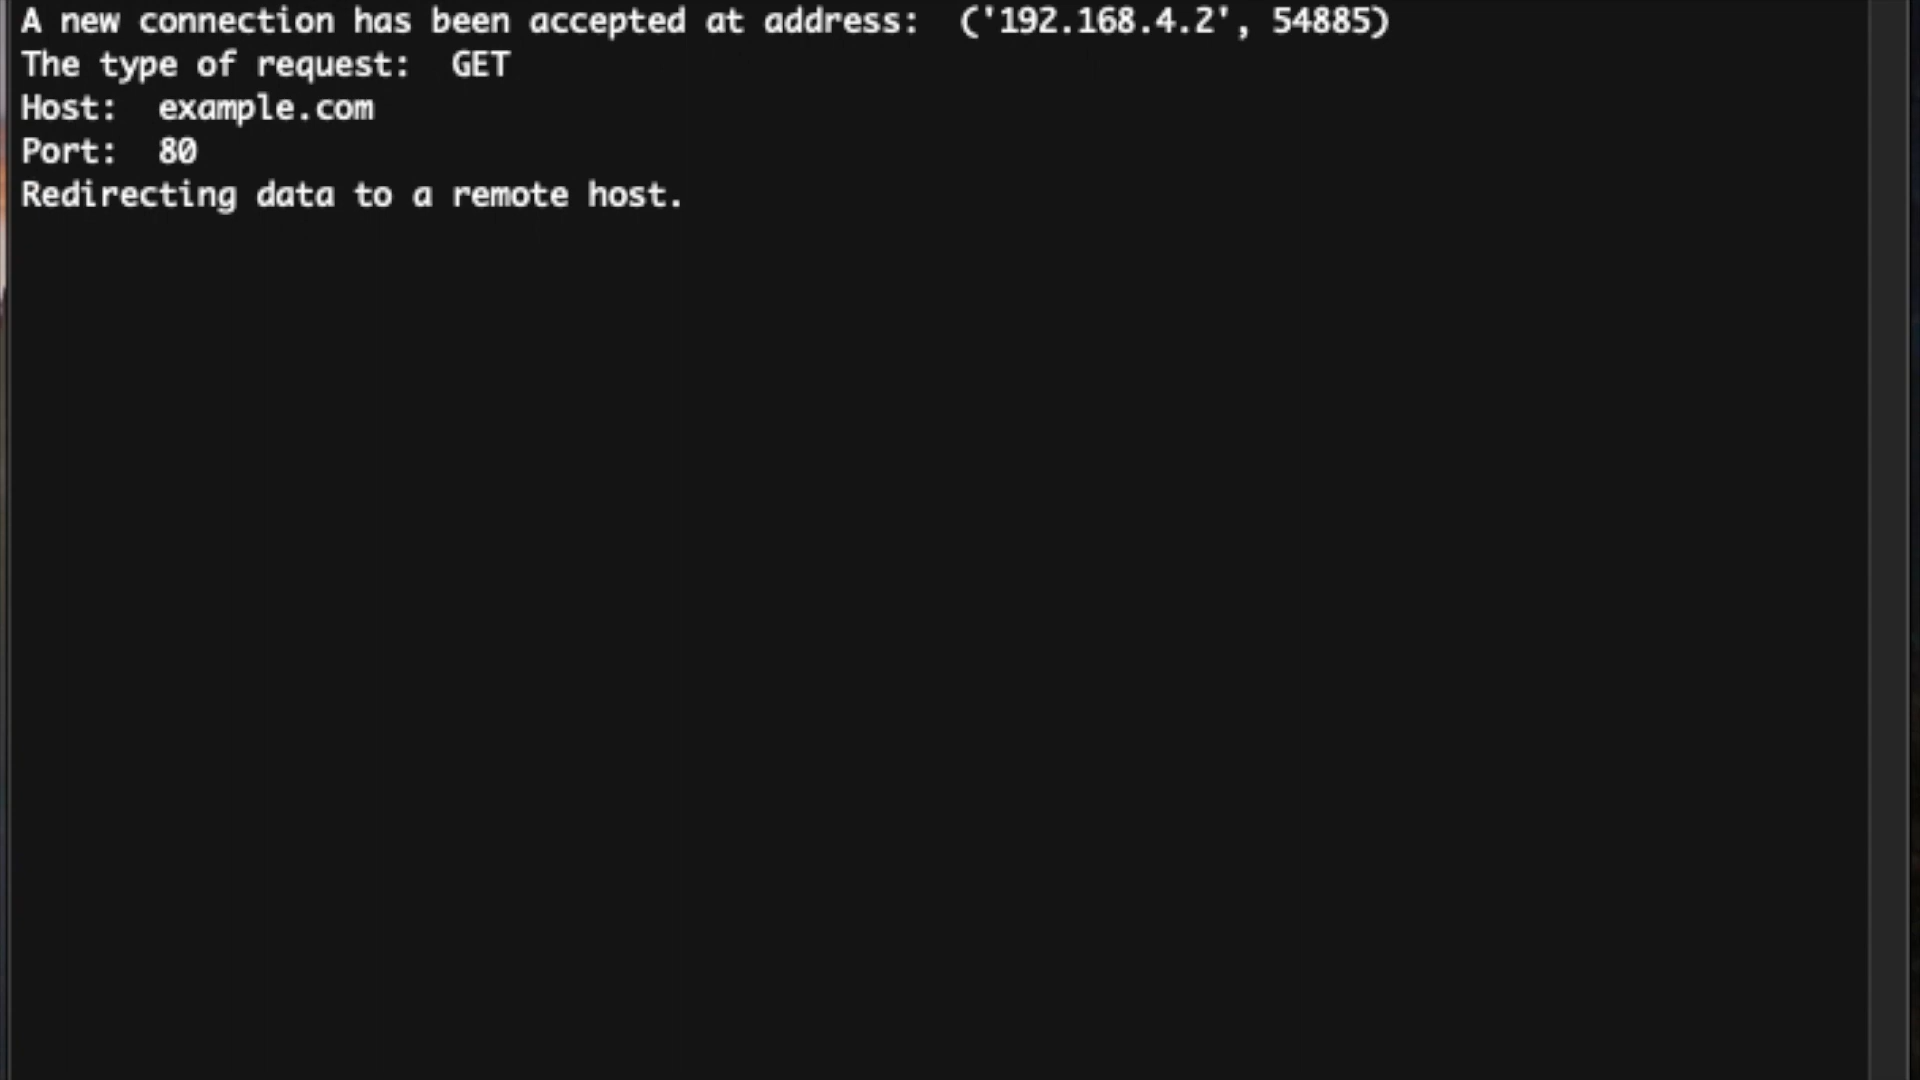 A new connection has been accepted at address:  ('192.168.4.2', 54885)
The type of request:  GET
Host:  example.com
Port:  80
Redirecting data to a remote host.